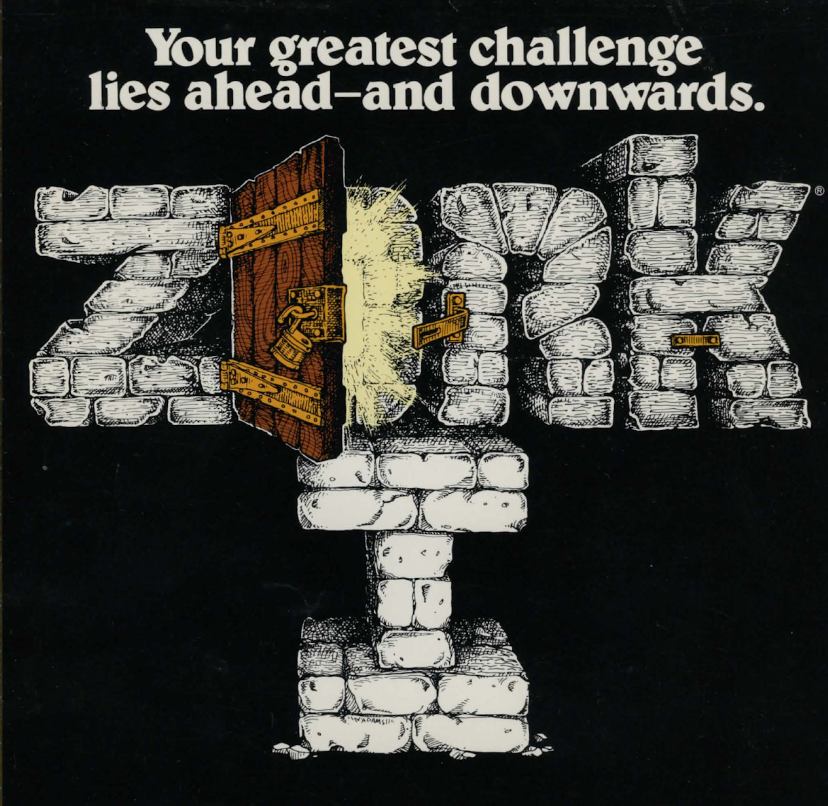 Your greatest challenge
lies ahead–and downwards.
ZORK®
I